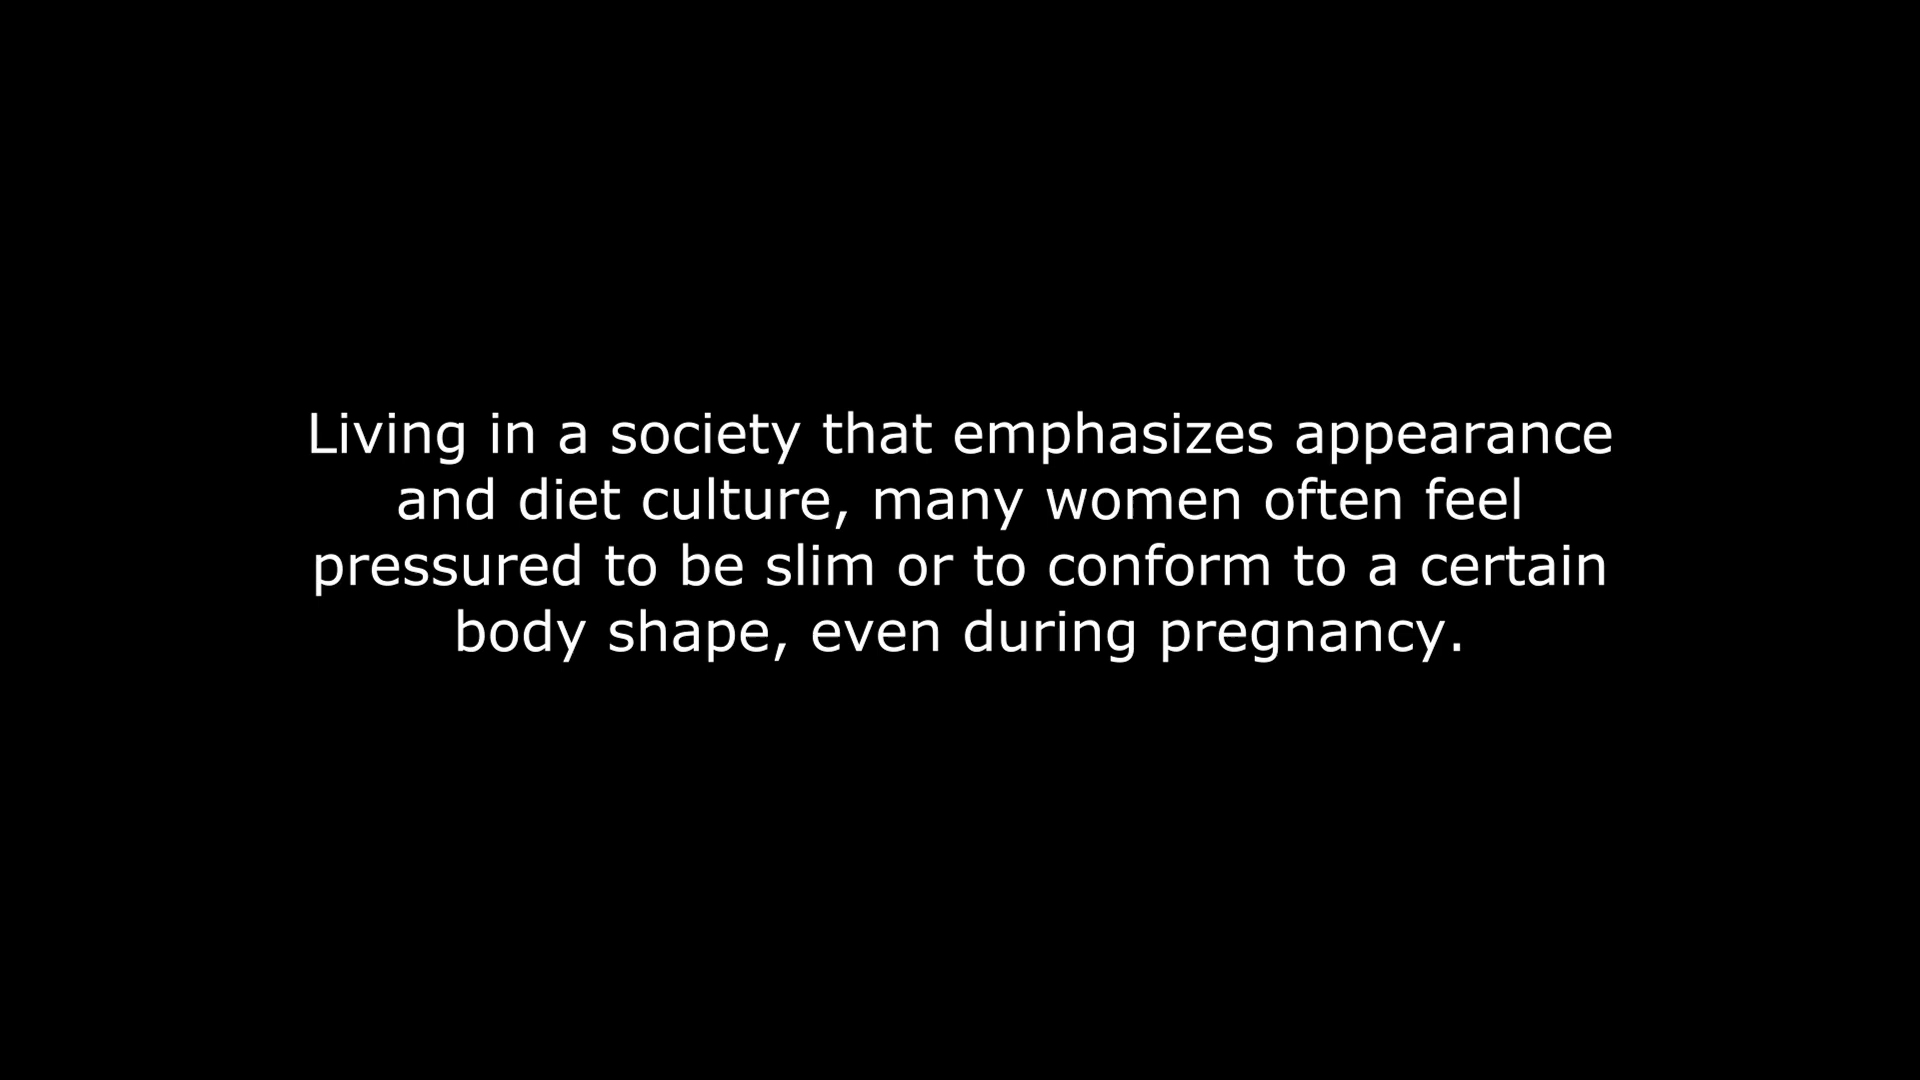 Living in a society that emphasizes appearance
and diet culture, many women often feel
pressured to be slim or to conform to a certain
body shape, even during pregnancy.